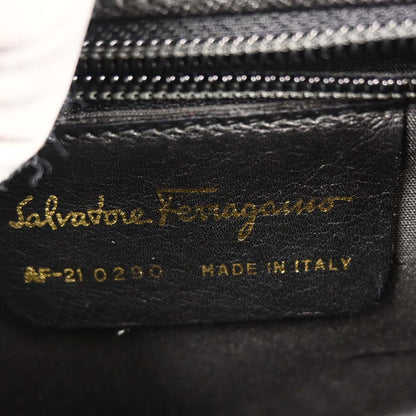 Salvatore Ferragamo
AF-21 0290 MADE IN ITALY